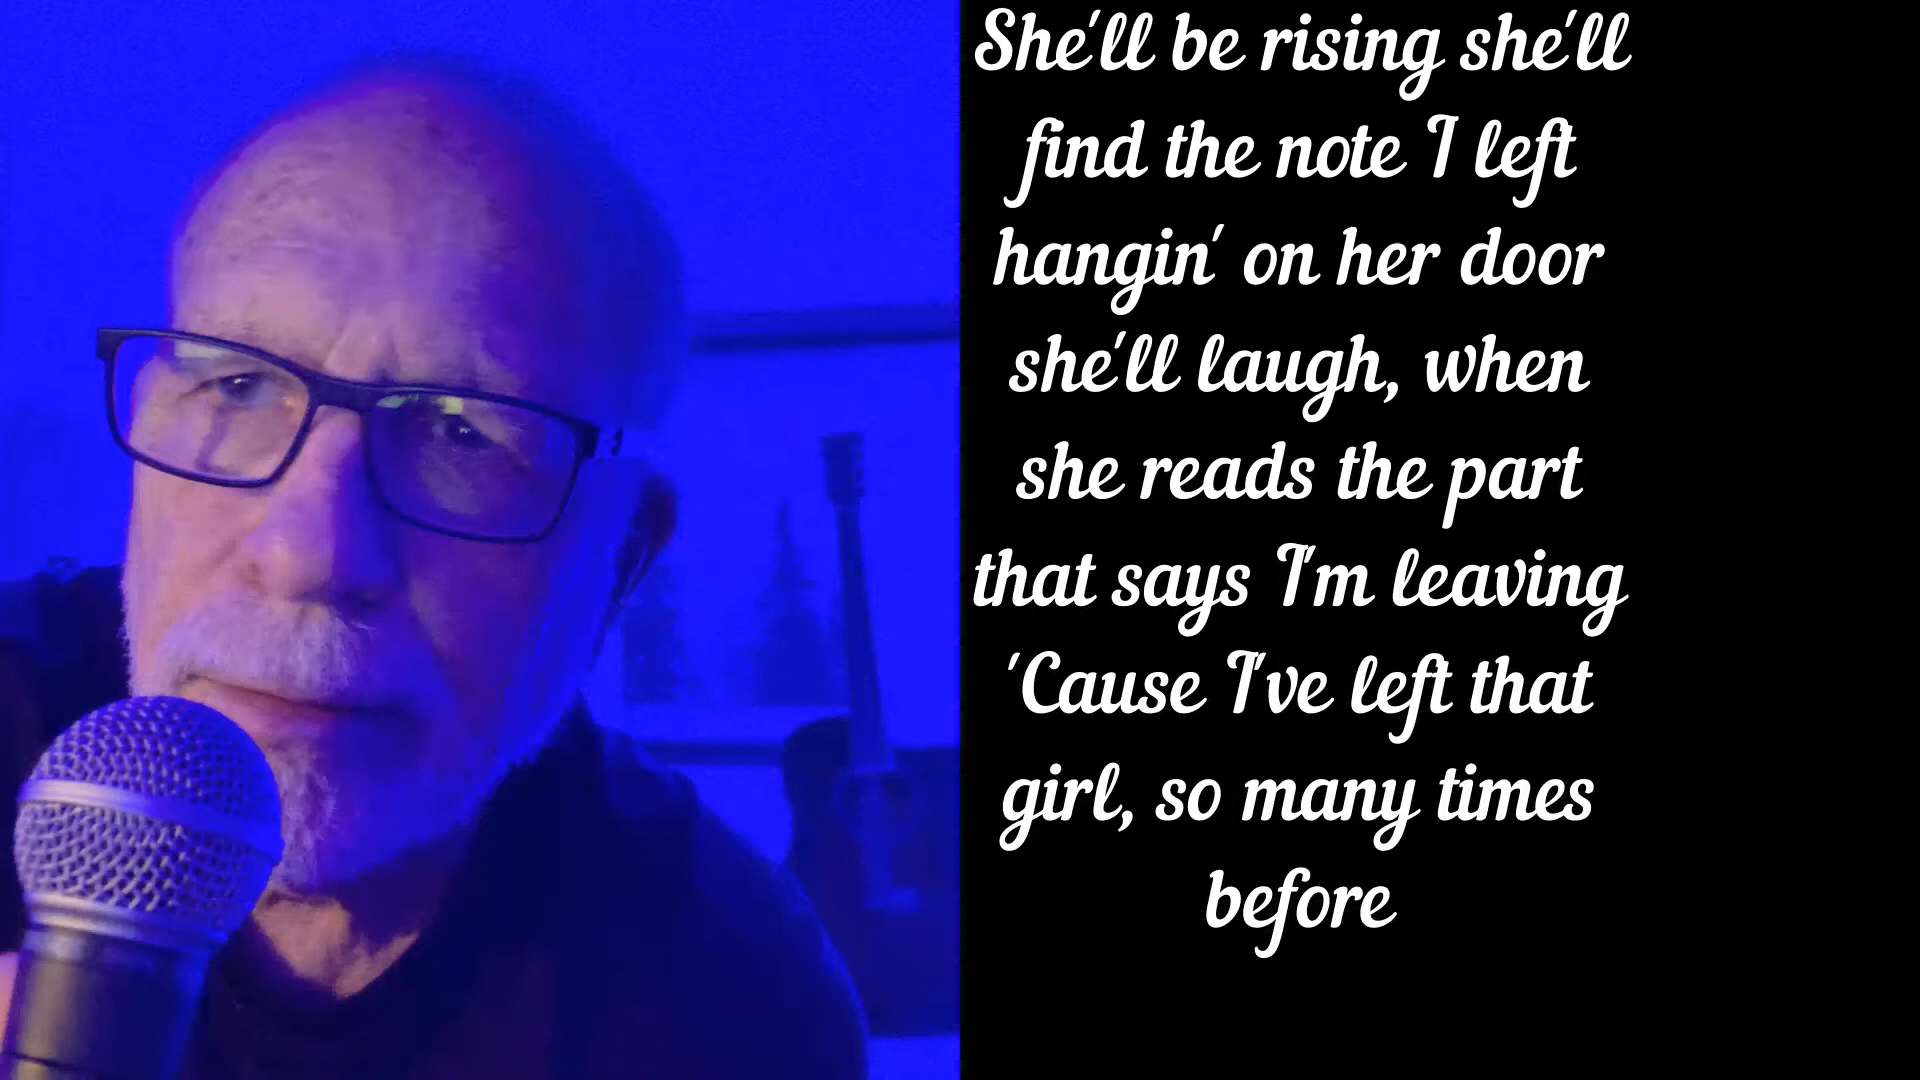 She'll be rising she'll
find the note I left
hangin' on her door
she'll laugh, when
she reads the part
that says I'm leaving
'Cause I've left that
girl, so many times
before